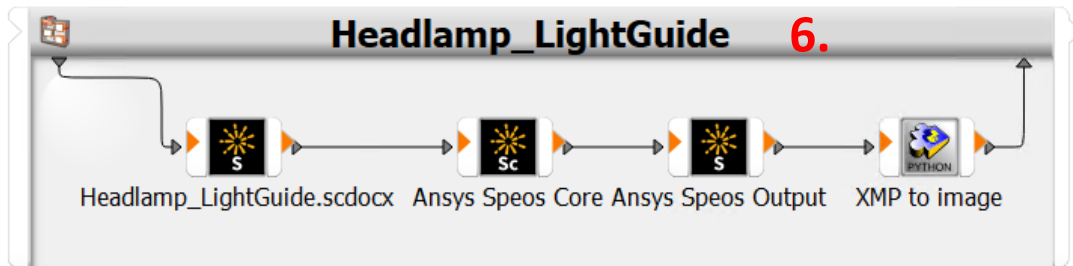 Headlamp_LightGuide 6.
S Sc S PYTHON
Headlamp_LightGuide.scdocx Ansys Speos Core Ansys Speos Output XMP to image